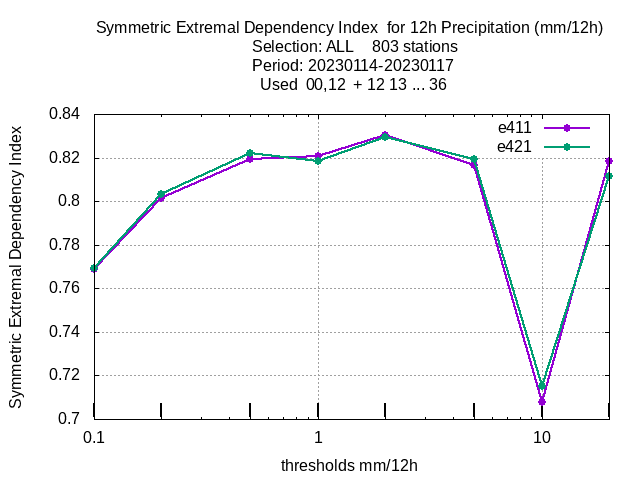 Symmetric Extremal Dependency Index  for 12h Precipitation (mm/12h)
Selection: ALL    803 stations
Period: 20230114-20230117
Used  00,12  + 12 13 ... 36
Symmetric Extremal Dependency Index
0.84
0.82
0.8
0.78
0.76
0.74
0.72
0.7
e411
e421
0.1
1
10
thresholds mm/12h